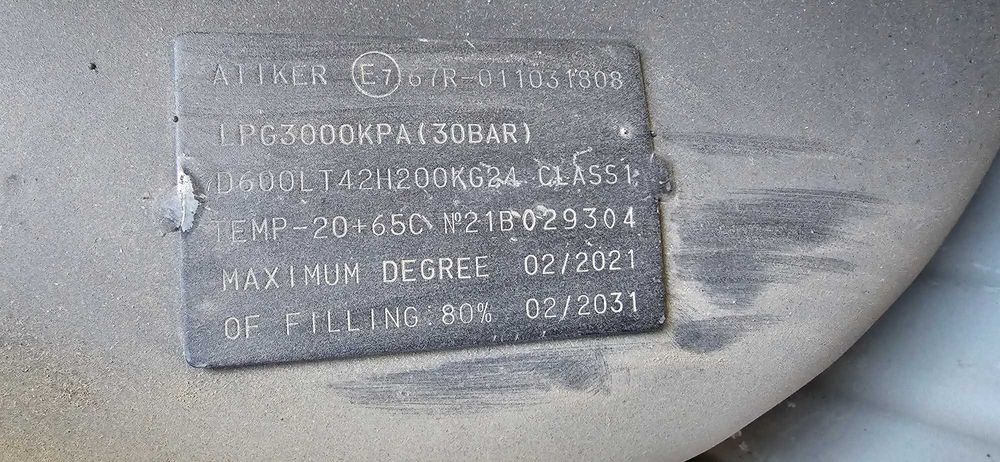 ATIKER E7 67R-011031808
LPG3000KPA(30BAR)
D600LT42H200KG24 CLASS1
TEMP-20+65C №21B029304
MAXIMUM DEGREE 02/2021
OF FILLING:80% 02/2031